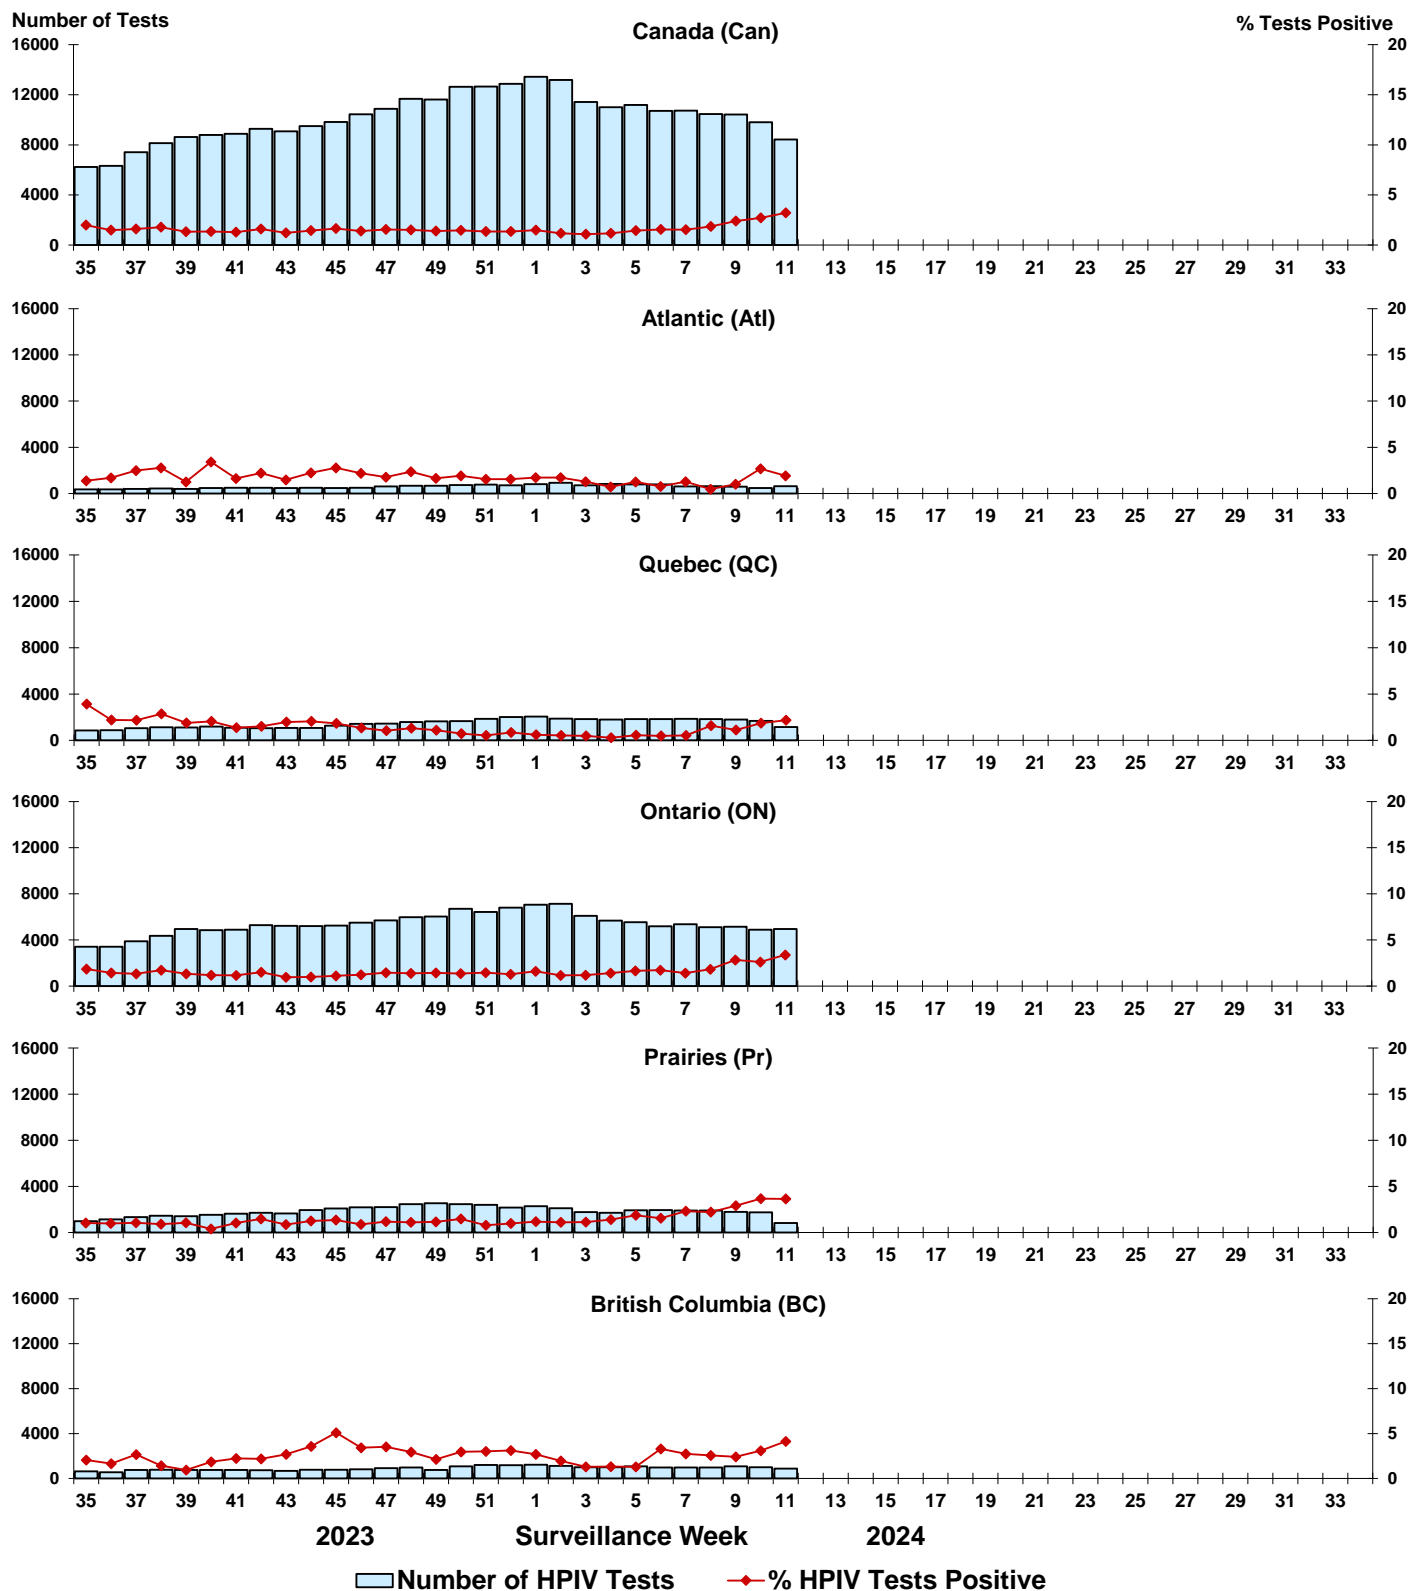 Number of Tests
Canada (Can)
% Tests Positive
16000 20
12000 15
8000 10
4000 5
0 0
35 37 39 41 43 45 47 49 51 1 3 5 7 9 11 13 15 17 19 21 23 25 27 29 31 33
Atlantic (Atl)
16000 20
12000 15
8000 10
4000 5
0 0
35 37 39 41 43 45 47 49 51 1 3 5 7 9 11 13 15 17 19 21 23 25 27 29 31 33
Quebec (QC)
16000 20
12000 15
8000 10
4000 5
0 0
35 37 39 41 43 45 47 49 51 1 3 5 7 9 11 13 15 17 19 21 23 25 27 29 31 33
Ontario (ON)
16000 20
12000 15
8000 10
4000 5
0 0
35 37 39 41 43 45 47 49 51 1 3 5 7 9 11 13 15 17 19 21 23 25 27 29 31 33
Prairies (Pr)
16000 20
12000 15
8000 10
4000 5
0 0
35 37 39 41 43 45 47 49 51 1 3 5 7 9 11 13 15 17 19 21 23 25 27 29 31 33
British Columbia (BC)
16000 20
12000 15
8000 10
4000 5
0 0
35 37 39 41 43 45 47 49 51 1 3 5 7 9 11 13 15 17 19 21 23 25 27 29 31 33
2023 Surveillance Week 2024
Number of HPIV Tests % HPIV Tests Positive